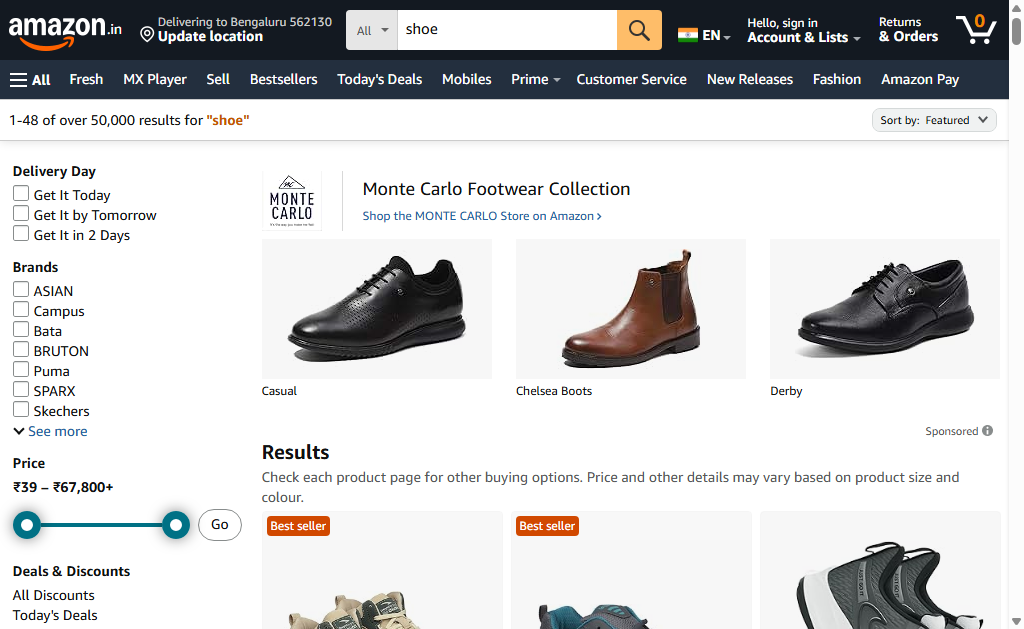 amazon.in
Delivering to Bengaluru 562130
Update location
All
shoe
EN
Hello, sign in
Account & Lists
Returns
& Orders
0
All
Fresh
MX Player
Sell
Bestsellers
Today's Deals
Mobiles
Prime
Customer Service
New Releases
Fashion
Amazon Pay
1-48 of over 50,000 results for "shoe"
Sort by: Featured
Delivery Day
Get It Today
Get It by Tomorrow
Get It in 2 Days
Brands
ASIAN
Campus
Bata
BRUTON
Puma
SPARX
Skechers
See more
Price
₹39 – ₹67,800+
Go
Deals & Discounts
All Discounts
Today's Deals
MONTE
CARLO
Monte Carlo Footwear Collection
Shop the MONTE CARLO Store on Amazon ›
Casual
Chelsea Boots
Derby
Sponsored
Results
Check each product page for other buying options. Price and other details may vary based on product size and
colour.
Best seller
Best seller